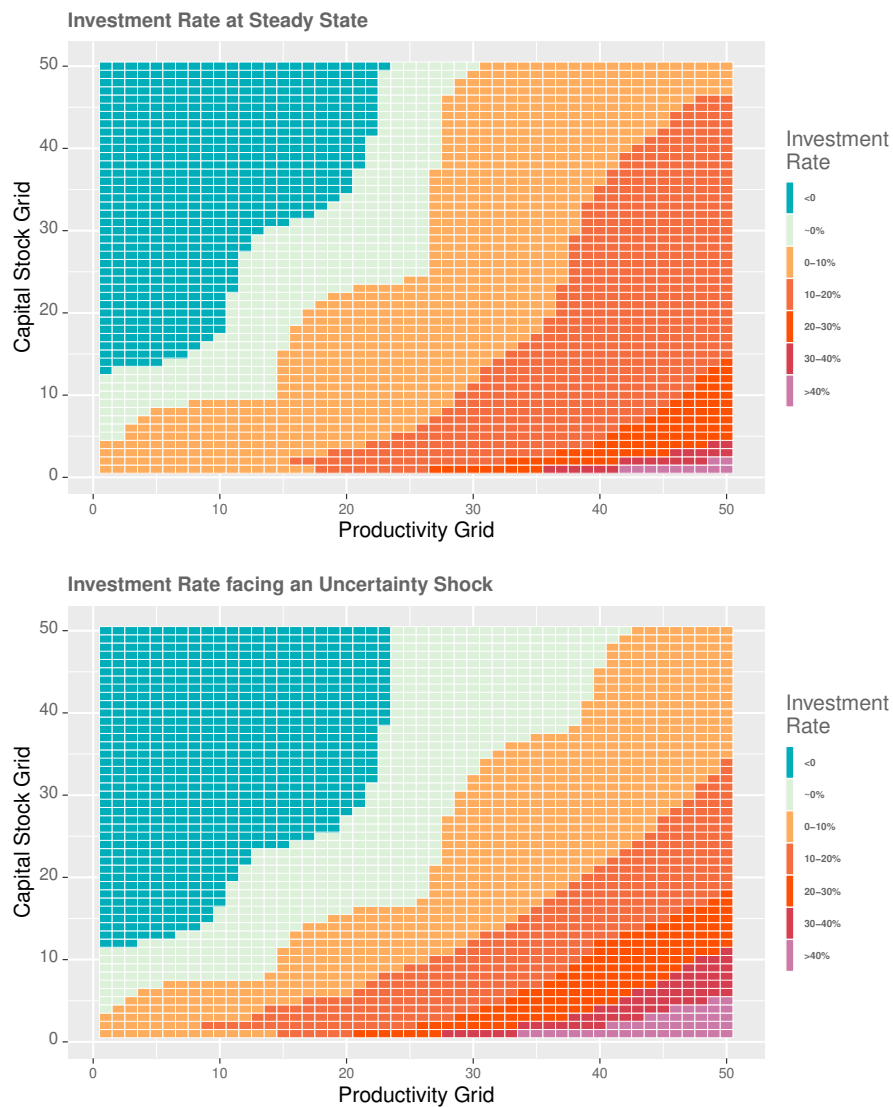 Investment Rate at Steady State
50
40
30
20
10
0
Capital Stock Grid
0 10 20 30 40 50
Productivity Grid
Investment
Rate
<0
~0%
0–10%
10–20%
20–30%
30–40%
>40%
Investment Rate facing an Uncertainty Shock
50
40
30
20
10
0
Capital Stock Grid
0 10 20 30 40 50
Productivity Grid
Investment
Rate
<0
~0%
0–10%
10–20%
20–30%
30–40%
>40%